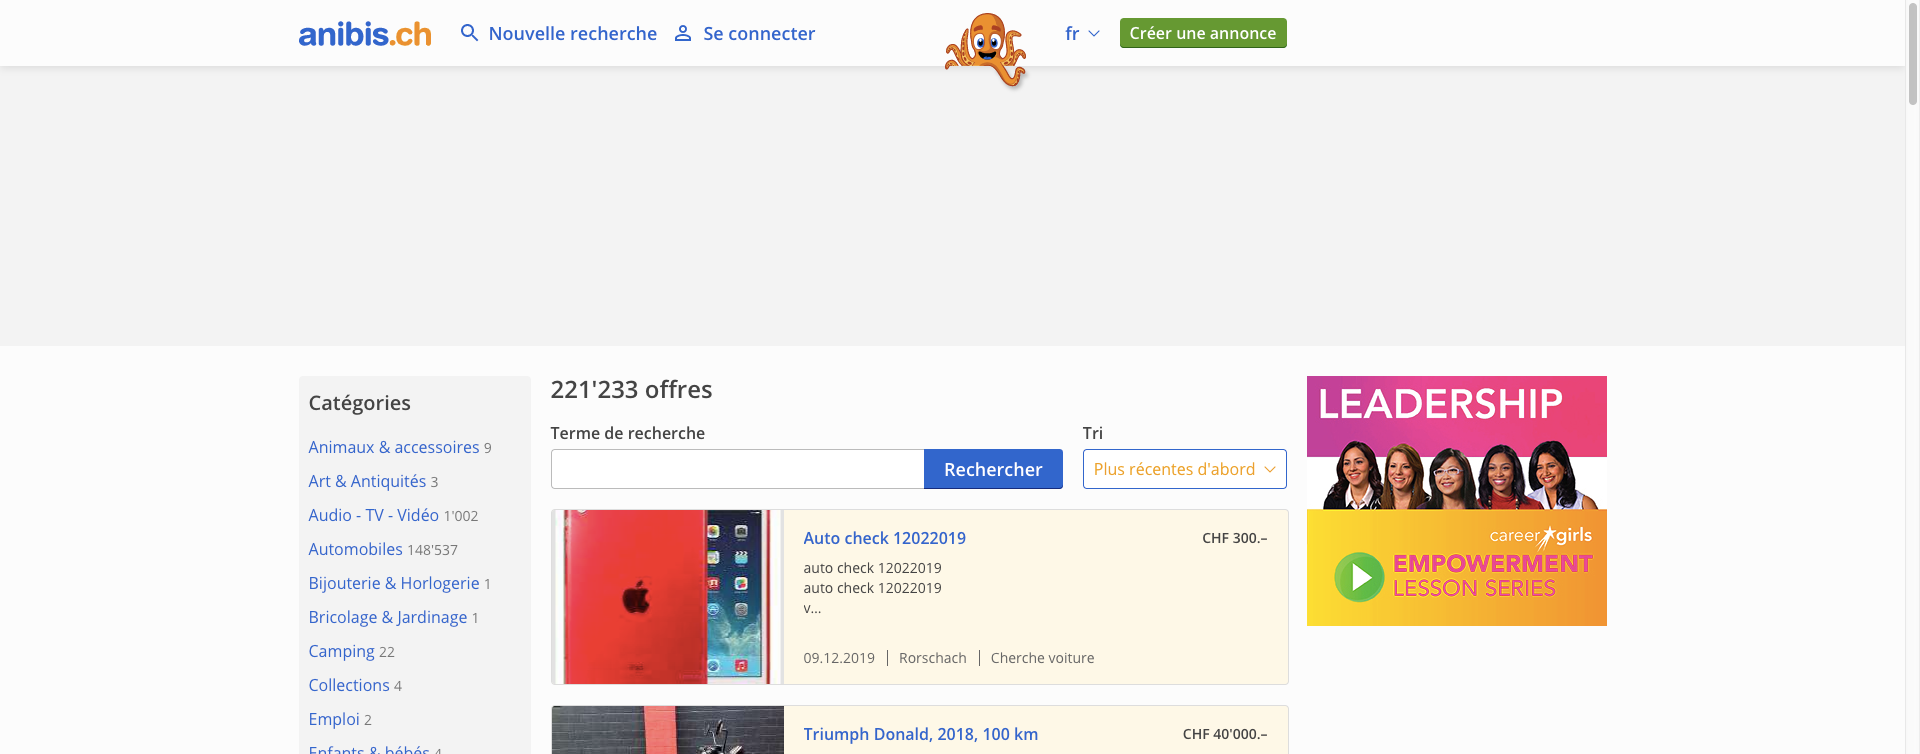 anibis.ch
Nouvelle recherche
Se connecter
fr
Créer une annonce
Catégories
Animaux & accessoires 9
Art & Antiquités 3
Audio - TV - Vidéo 1'002
Automobiles 148'537
Bijouterie & Horlogerie 1
Bricolage & Jardinage 1
Camping 22
Collections 4
Emploi 2
Enfants & bébés 4
221'233 offres
Terme de recherche
Rechercher
Tri
Plus récentes d'abord
Auto check 12022019
CHF 300.–
auto check 12022019
auto check 12022019
v...
09.12.2019 | Rorschach | Cherche voiture
Triumph Donald, 2018, 100 km
CHF 40'000.–
LEADERSHIP
career girls
EMPOWERMENT
LESSON SERIES